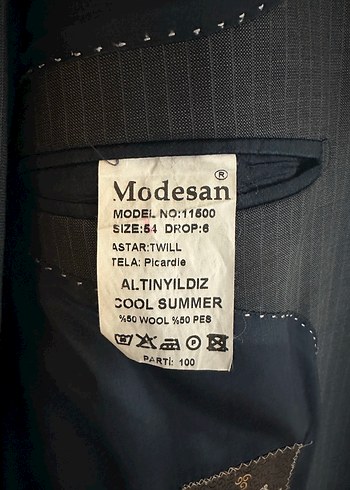 Modesan®
MODEL NO:11500
SIZE:54 DROP:6
ASTAR:TWILL
TELA: Picardie
ALTINYILDIZ
COOL SUMMER
%50 WOOL %50 PES
PARTİ: 100